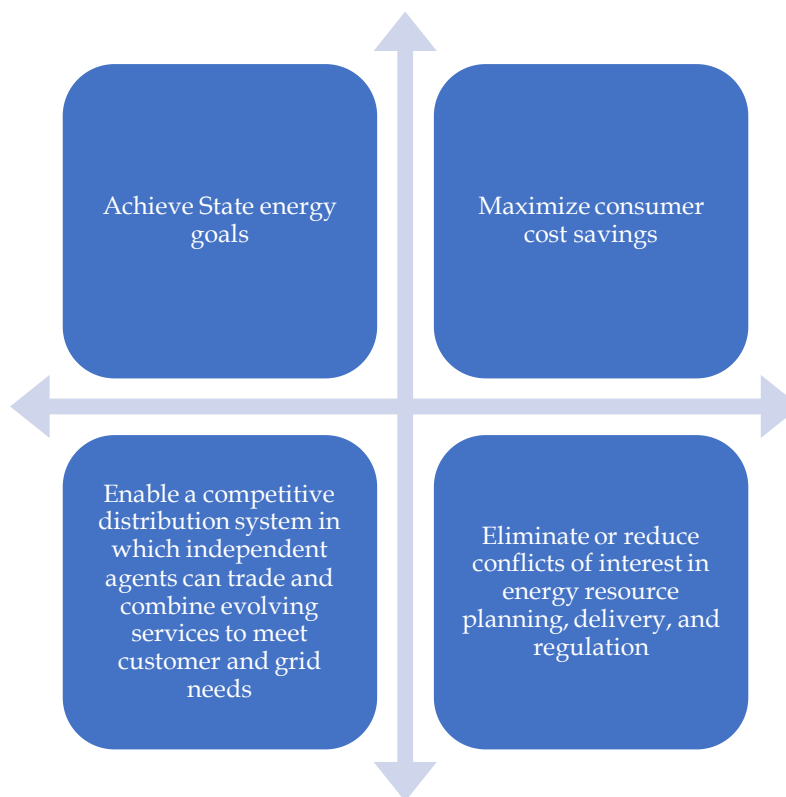 Achieve State energy
goals
Maximize consumer
cost savings
Enable a competitive
distribution system in
which independent
agents can trade and
combine evolving
services to meet
customer and grid
needs
Eliminate or reduce
conflicts of interest in
energy resource
planning, delivery, and
regulation